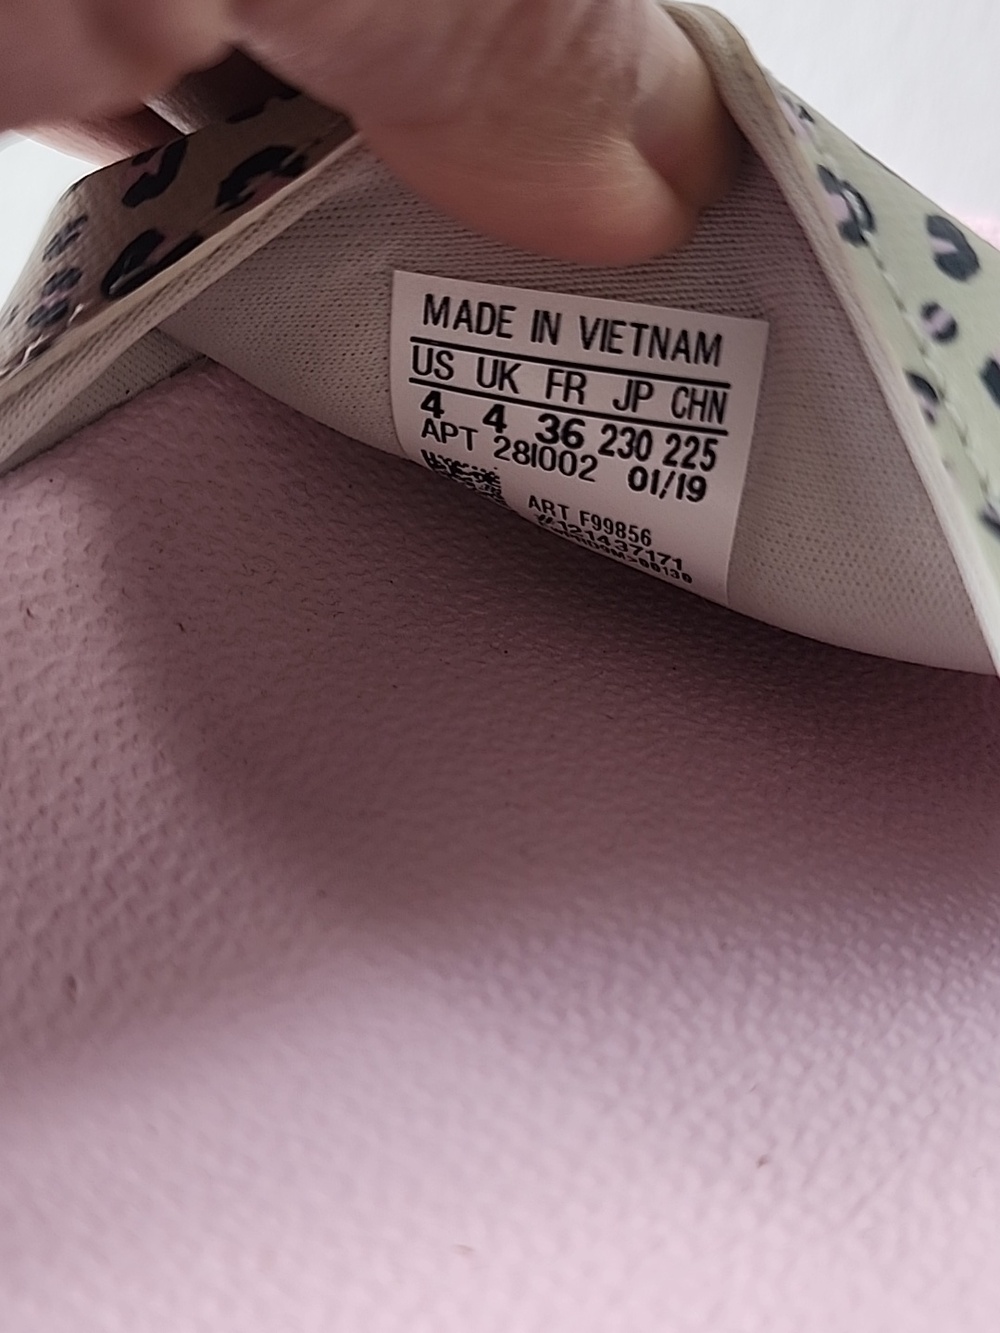 MADE IN VIETNAM
US UK FR JP CHN
4 4 36 230 225
APT 281002 01/19
ART F99856
#121437171